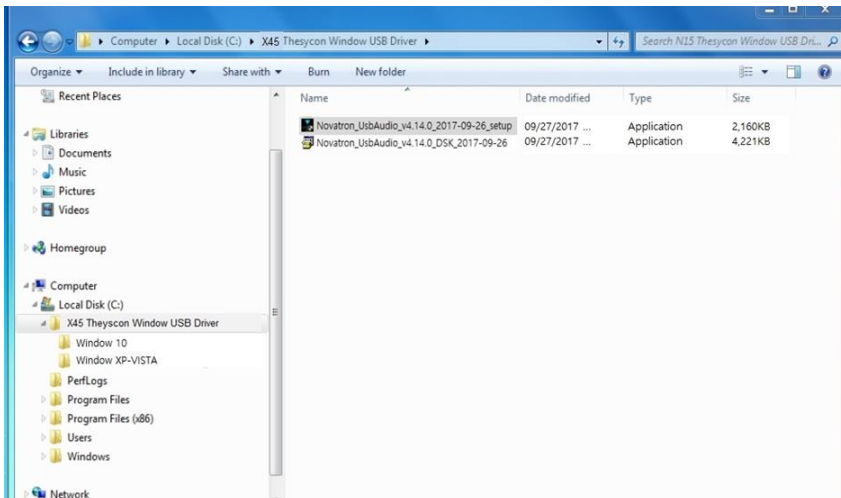 Computer Local Disk (C:) X45 Thesycon Window USB Driver Search N15 Thesycon Window USB Dri...
Organize Include in library Share with Burn New folder
Recent Places
Libraries
Documents
Music
Pictures
Videos
Homegroup
Computer
Local Disk (C:)
X45 Theyscon Window USB Driver
Window 10
Window XP-VISTA
PerfLogs
Program Files
Program Files (x86)
Users
Windows
Network
Name Date modified Type Size
Novatron_UsbAudio_v4.14.0_2017-09-26_setup 09/27/2017 ... Application 2,160KB
Novatron_UsbAudio_v4.14.0_DSK_2017-09-26 09/27/2017 ... Application 4,221KB